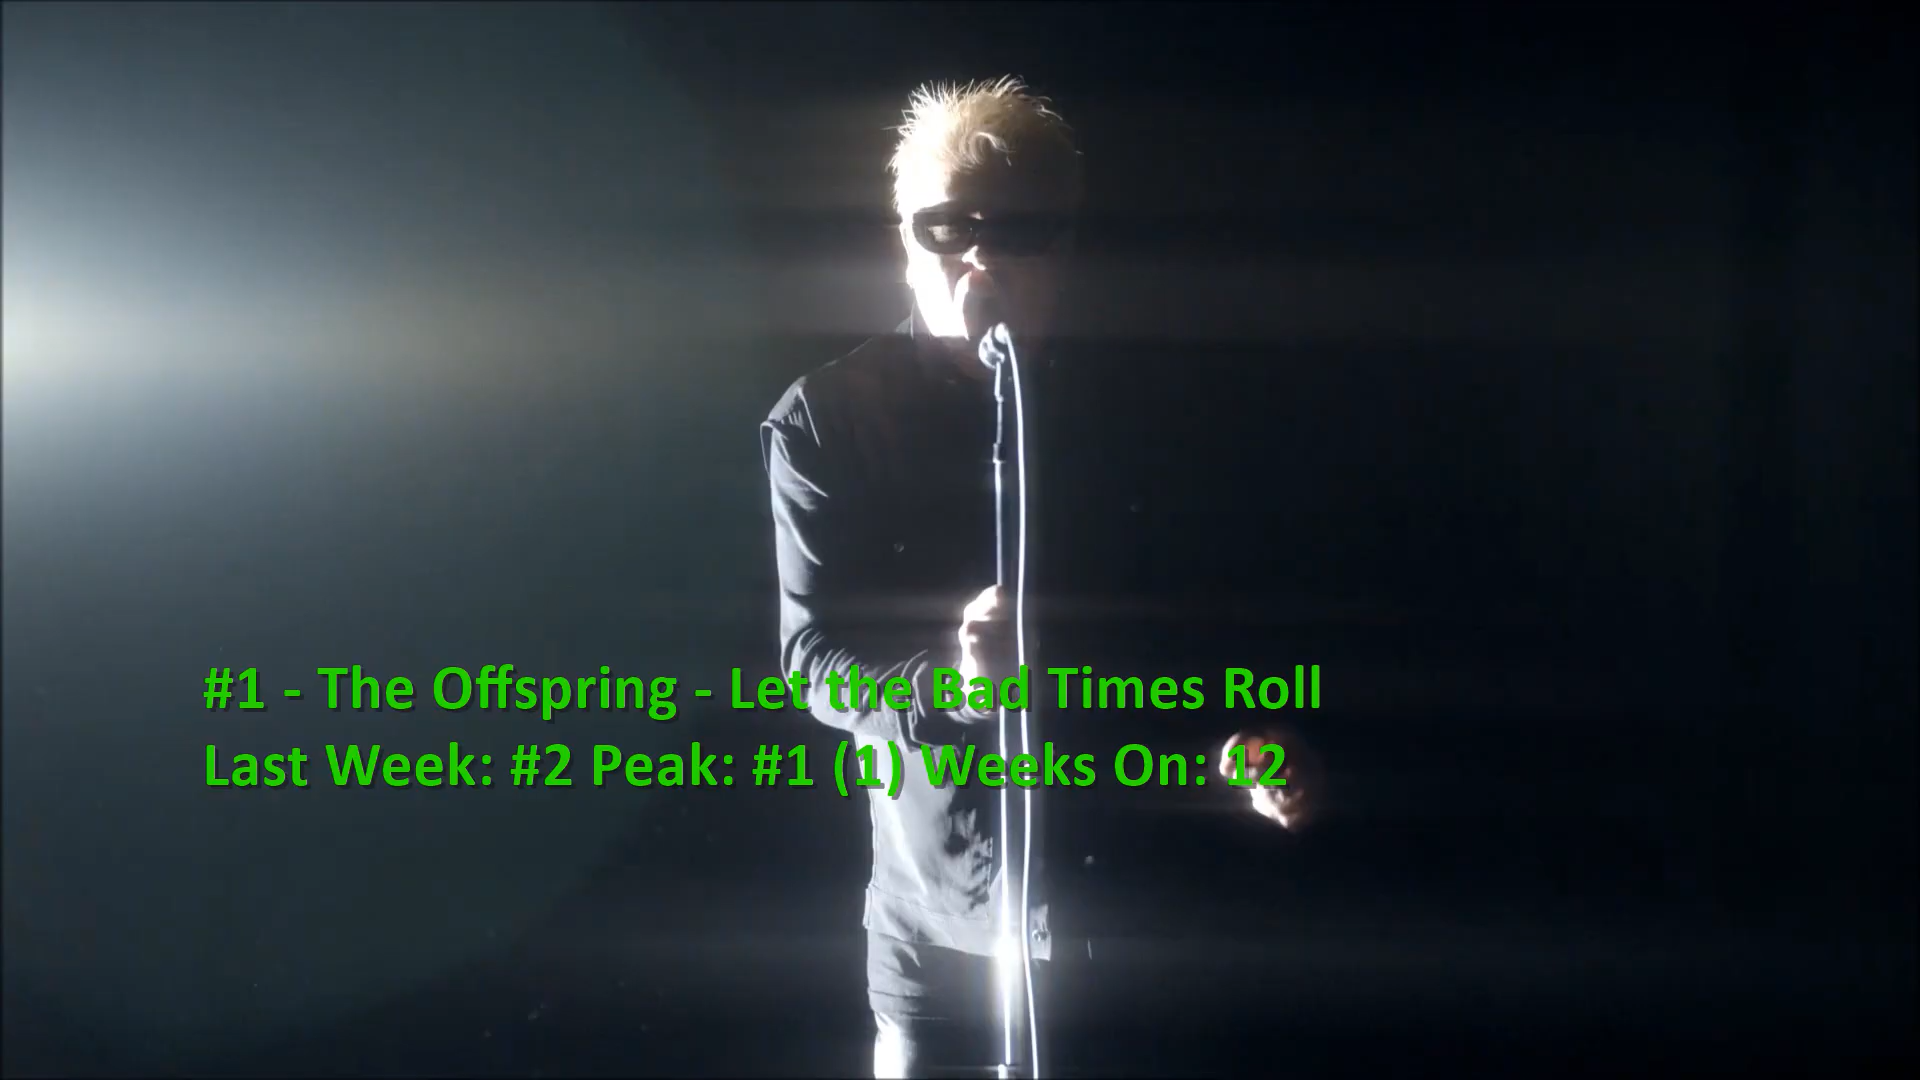 #1 - The Offspring - Let the Bad Times Roll
Last Week: #2 Peak: #1 (1) Weeks On: 12